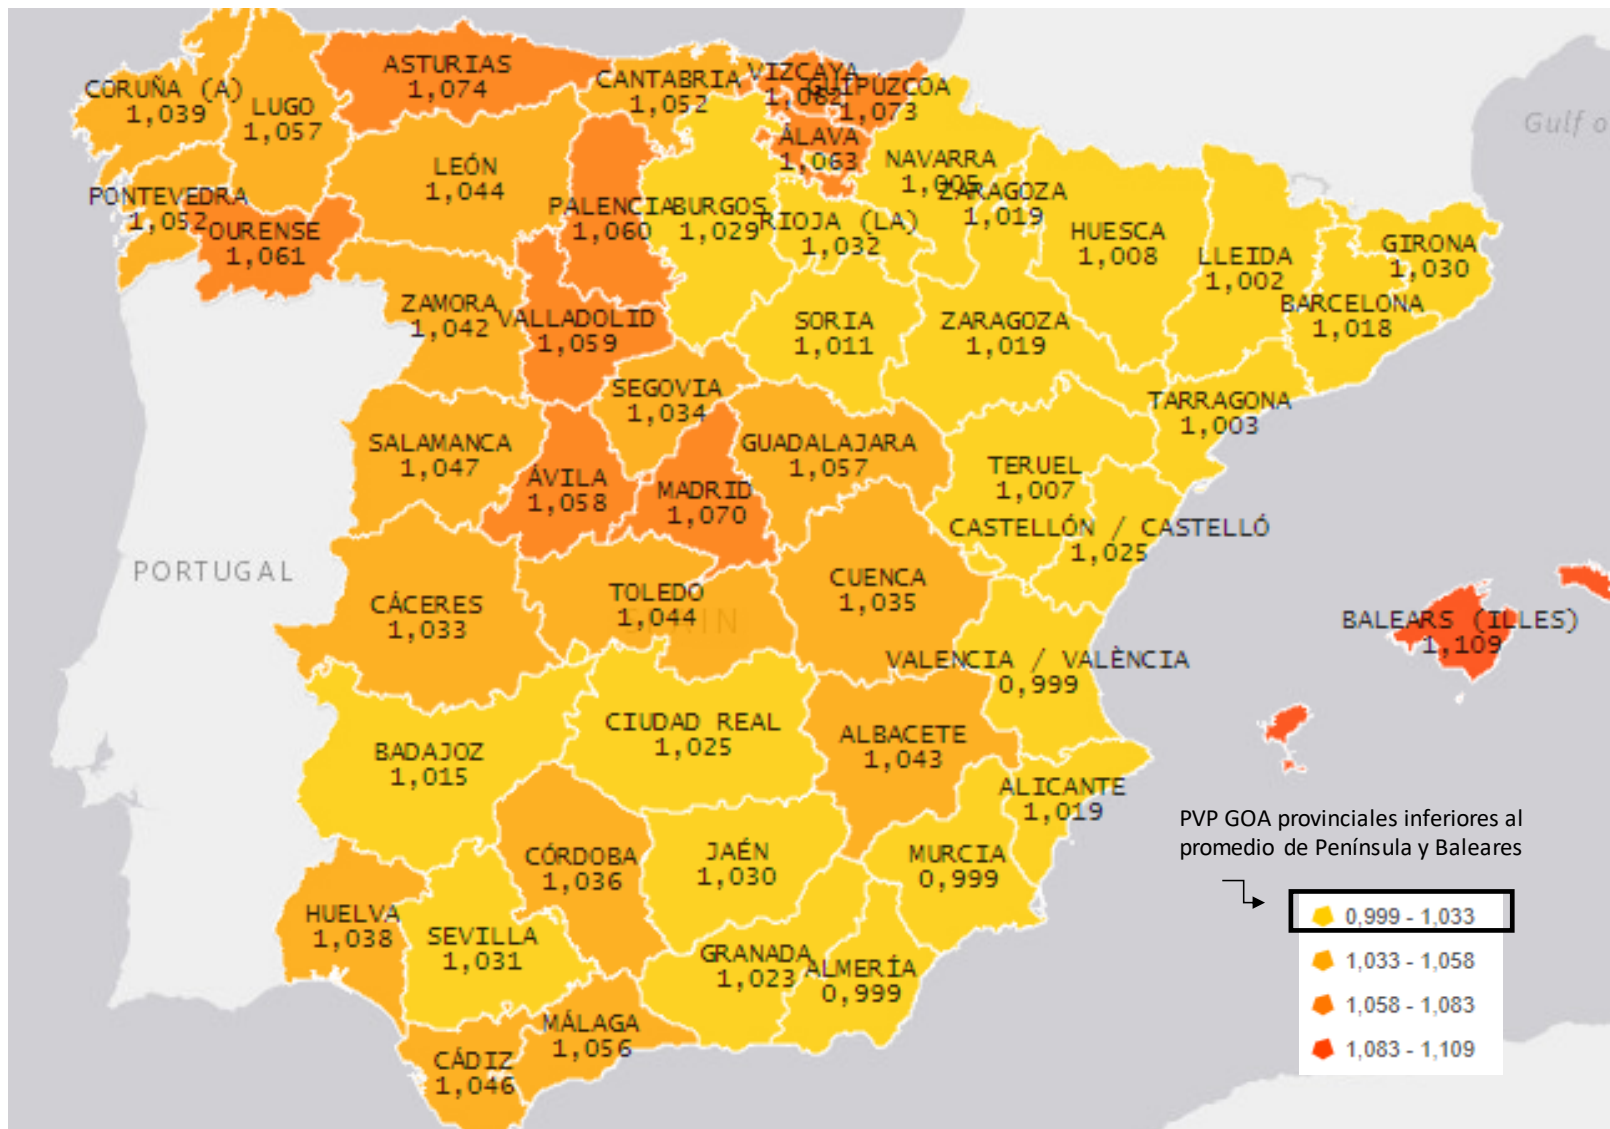 Gulf o
ASTURIAS
1,074
CORUÑA (A)
1,039
LUGO
1,057
CANTABRIA
1,052
VIZCAYA
1,062
GUIPÚZCOA
1,073
ÁLAVA
1,063
LEÓN
1,044
NAVARRA
1,005
ZARAGOZA
1,019
PONTEVEDRA
1,052
OURENSE
1,061
PALENCIA
1,060
BURGOS
1,029
RIOJA (LA)
1,032
HUESCA
1,008
LLEIDA
1,002
GIRONA
1,030
BARCELONA
1,018
ZAMORA
1,042
VALLADOLID
1,059
SORIA
1,011
ZARAGOZA
1,019
SEGOVIA
1,034
TARRAGONA
1,003
SALAMANCA
1,047
ÁVILA
1,058
MADRID
1,070
GUADALAJARA
1,057
TERUEL
1,007
CASTELLÓN / CASTELLÓ
1,025
PORTUGAL
CÁCERES
1,033
TOLEDO
1,044
CUENCA
1,035
BALEARS (ILLES)
1,109
VALENCIA / VALÈNCIA
0,999
BADAJOZ
1,015
CIUDAD REAL
1,025
ALBACETE
1,043
ALICANTE
1,019
PVP GOA provinciales inferiores al
promedio de Península y Baleares
CÓRDOBA
1,036
JAÉN
1,030
MURCIA
0,999
HUELVA
1,038
SEVILLA
1,031
GRANADA
1,023
ALMERÍA
0,999
MÁLAGA
1,056
CÁDIZ
1,046
0,999 - 1,033
1,033 - 1,058
1,058 - 1,083
1,083 - 1,109